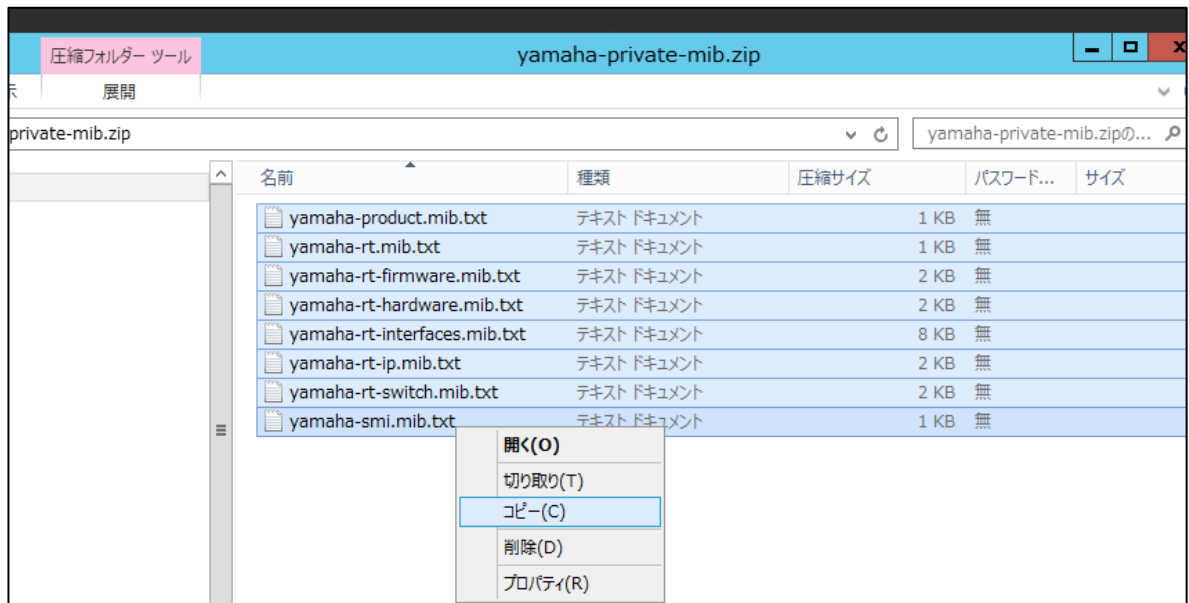 圧縮フォルダー ツール
yamaha-private-mib.zip
展開
private-mib.zip
yamaha-private-mib.zipの...
名前 種類 圧縮サイズ パスワード... サイズ
yamaha-product.mib.txt テキスト ドキュメント 1 KB 無
yamaha-rt.mib.txt テキスト ドキュメント 1 KB 無
yamaha-rt-firmware.mib.txt テキスト ドキュメント 2 KB 無
yamaha-rt-hardware.mib.txt テキスト ドキュメント 2 KB 無
yamaha-rt-interfaces.mib.txt テキスト ドキュメント 8 KB 無
yamaha-rt-ip.mib.txt テキスト ドキュメント 2 KB 無
yamaha-rt-switch.mib.txt テキスト ドキュメント 2 KB 無
yamaha-smi.mib.txt テキスト ドキュメント 1 KB 無
開く(O)
切り取り(T)
コピー(C)
削除(D)
プロパティ(R)